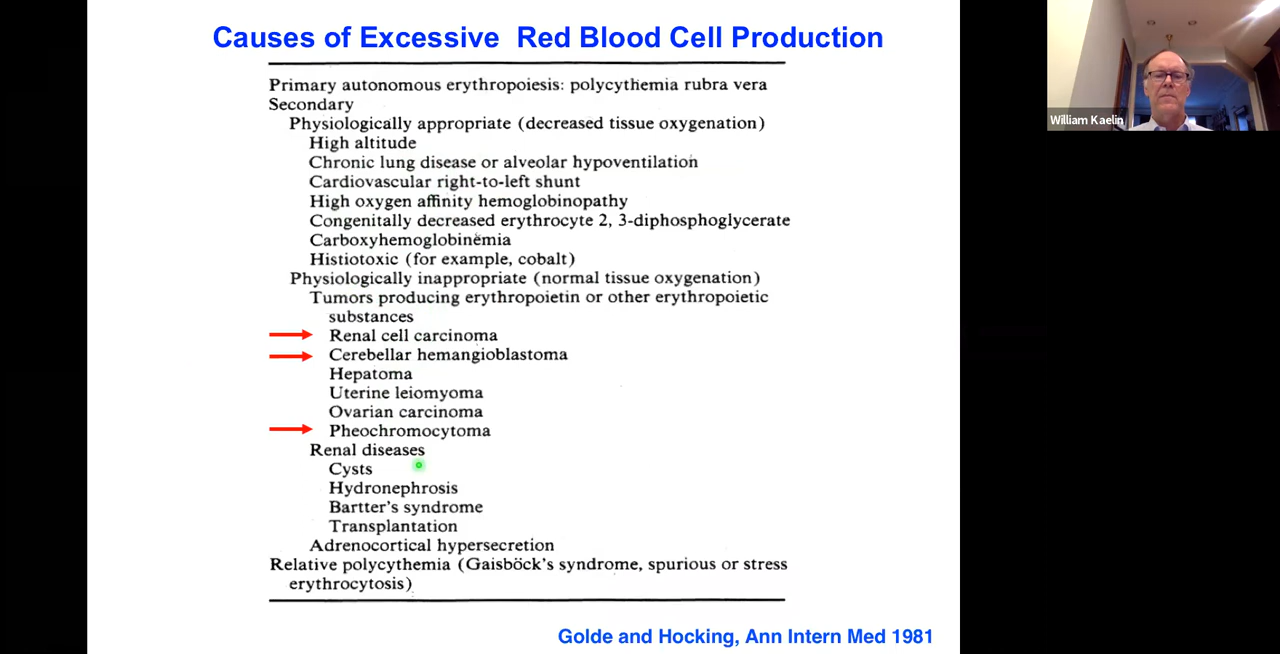 Causes of Excessive Red Blood Cell Production
Primary autonomous erythropoiesis: polycythemia rubra vera
Secondary
Physiologically appropriate (decreased tissue oxygenation)
High altitude
Chronic lung disease or alveolar hypoventilation
Cardiovascular right-to-left shunt
High oxygen affinity hemoglobinopathy
Congenitally decreased erythrocyte 2, 3-diphosphoglycerate
Carboxyhemoglobinemia
Histiotoxic (for example, cobalt)
Physiologically inappropriate (normal tissue oxygenation)
Tumors producing erythropoietin or other erythropoietic
substances
Renal cell carcinoma
Cerebellar hemangioblastoma
Hepatoma
Uterine leiomyoma
Ovarian carcinoma
Pheochromocytoma
Renal diseases
Cysts
Hydronephrosis
Bartter's syndrome
Transplantation
Adrenocortical hypersecretion
Relative polycythemia (Gaisböck's syndrome, spurious or stress
erythrocytosis)
Golde and Hocking, Ann Intern Med 1981
William Kaelin